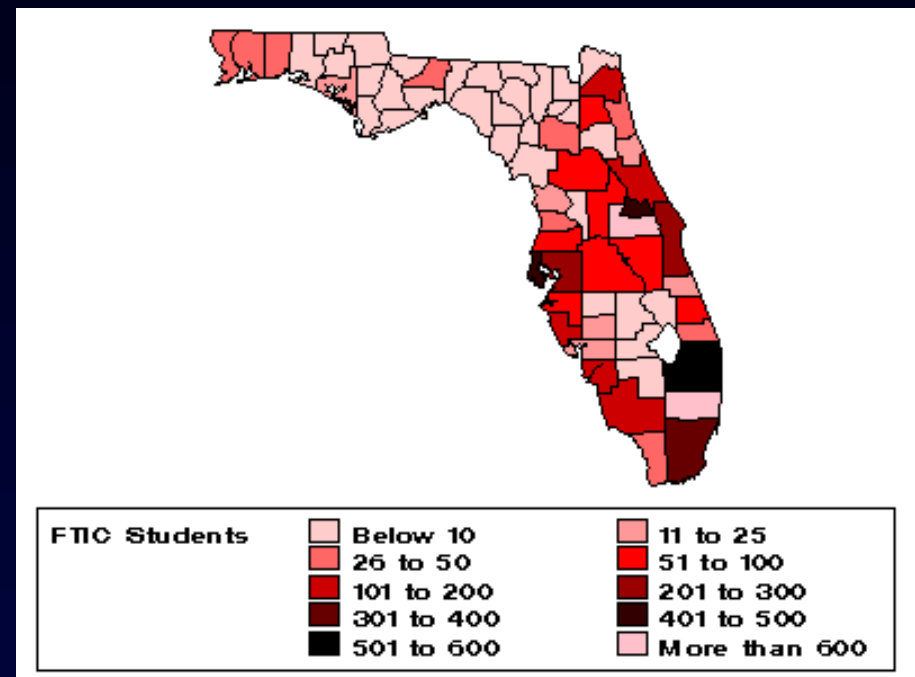 FTIC Students
Below 10
11 to 25
26 to 50
51 to 100
101 to 200
201 to 300
301 to 400
401 to 500
501 to 600
More than 600